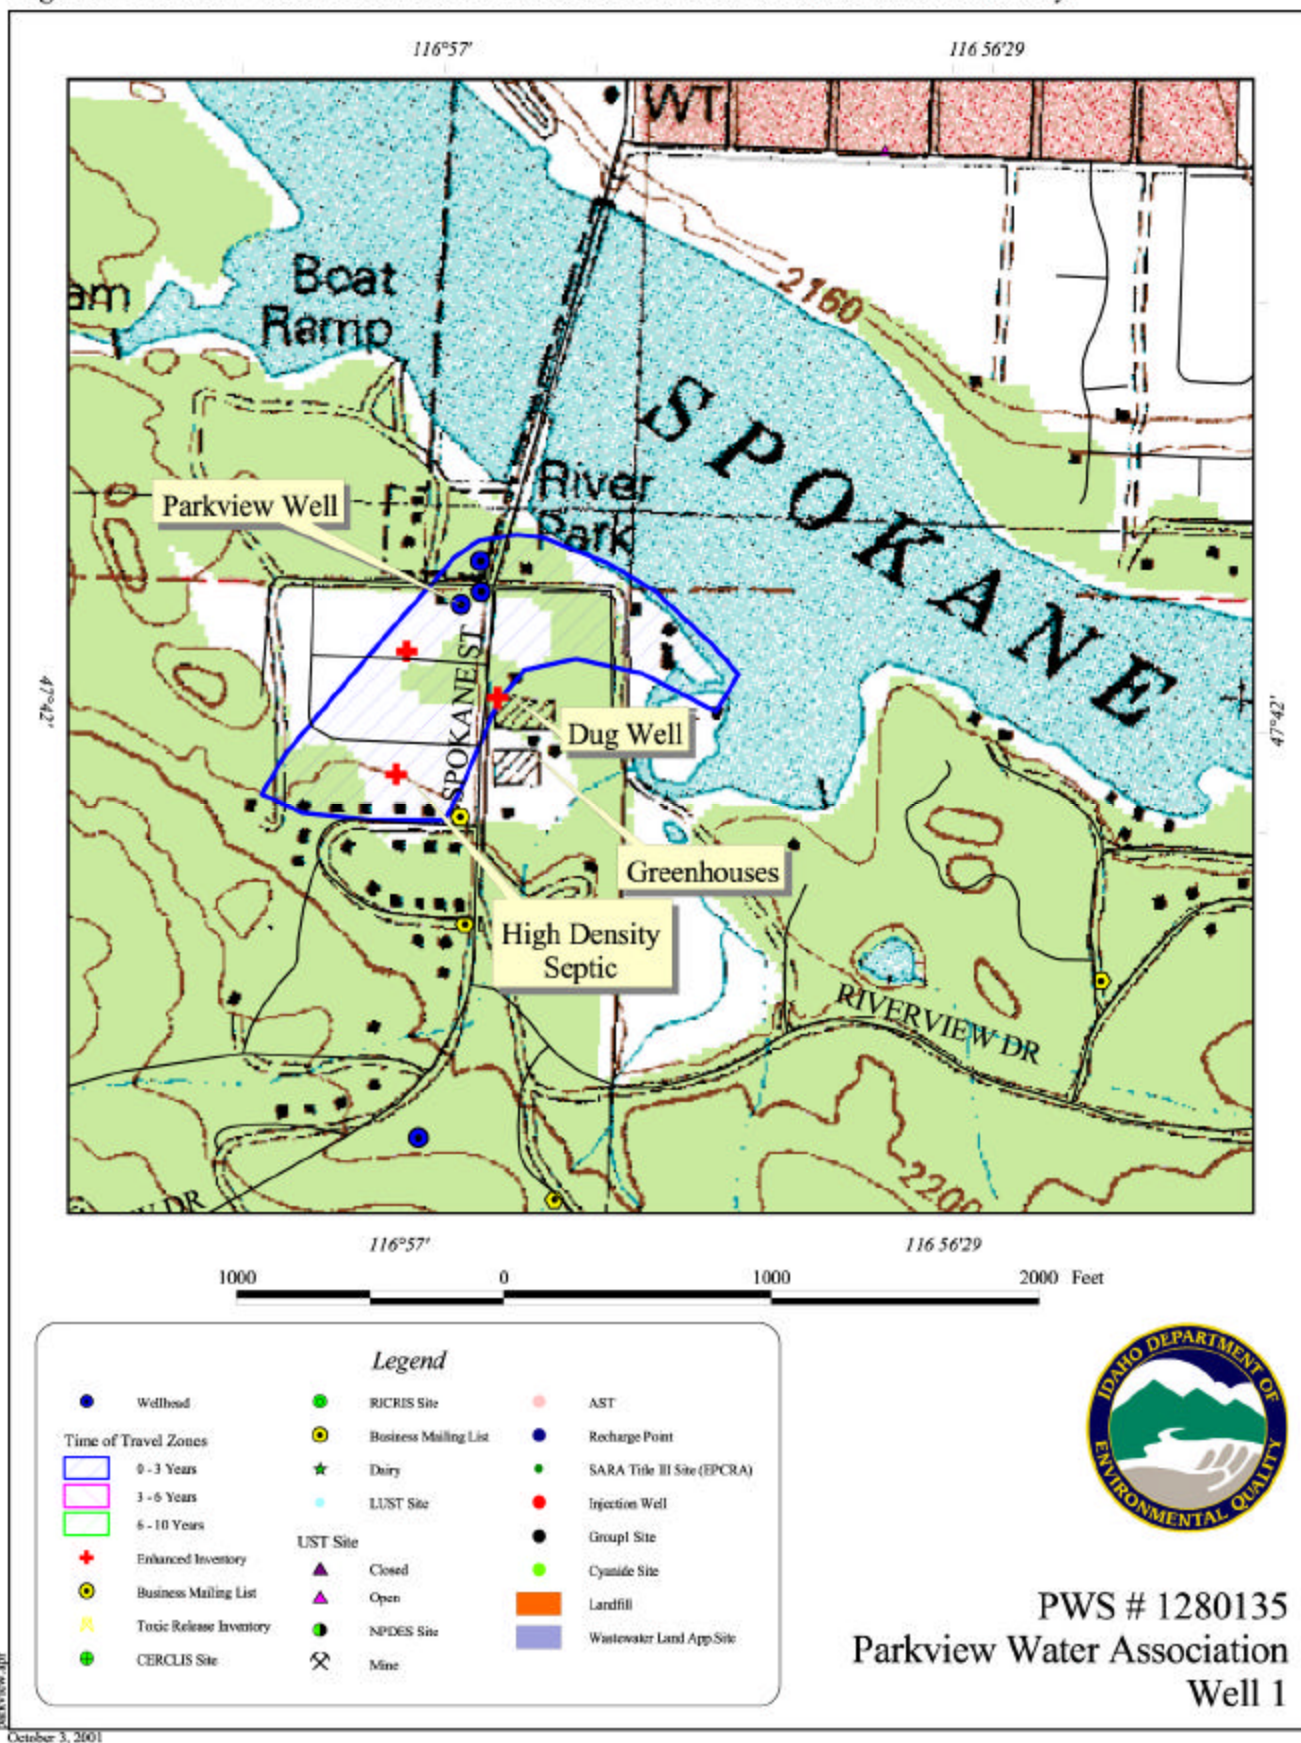 116°57'
116 56'29
WT
2160
Boat
Ramp
am
SPOKANE
River
Park
Parkview Well
SPOKANE ST
Dug Well
47°42'
47°42'
Greenhouses
High Density
Septic
RIVERVIEW DR
2200
W DR
116°57'
116 56'29
1000 0 1000 2000 Feet
Legend
Wellhead
Time of Travel Zones
0 - 3 Years
3 - 6 Years
6 - 10 Years
Enhanced Inventory
Business Mailing List
Toxic Release Inventory
CERCLIS Site
RICRIS Site
Business Mailing List
Dairy
LUST Site
UST Site
Closed
Open
NPDES Site
Mine
AST
Recharge Point
SARA Title III Site (EPCRA)
Injection Well
Group1 Site
Cyanide Site
Landfill
Wastewater Land App.Site
IDAHO DEPARTMENT OF
ENVIRONMENTAL QUALITY
PWS # 1280135
Parkview Water Association
Well 1
October 3, 2001